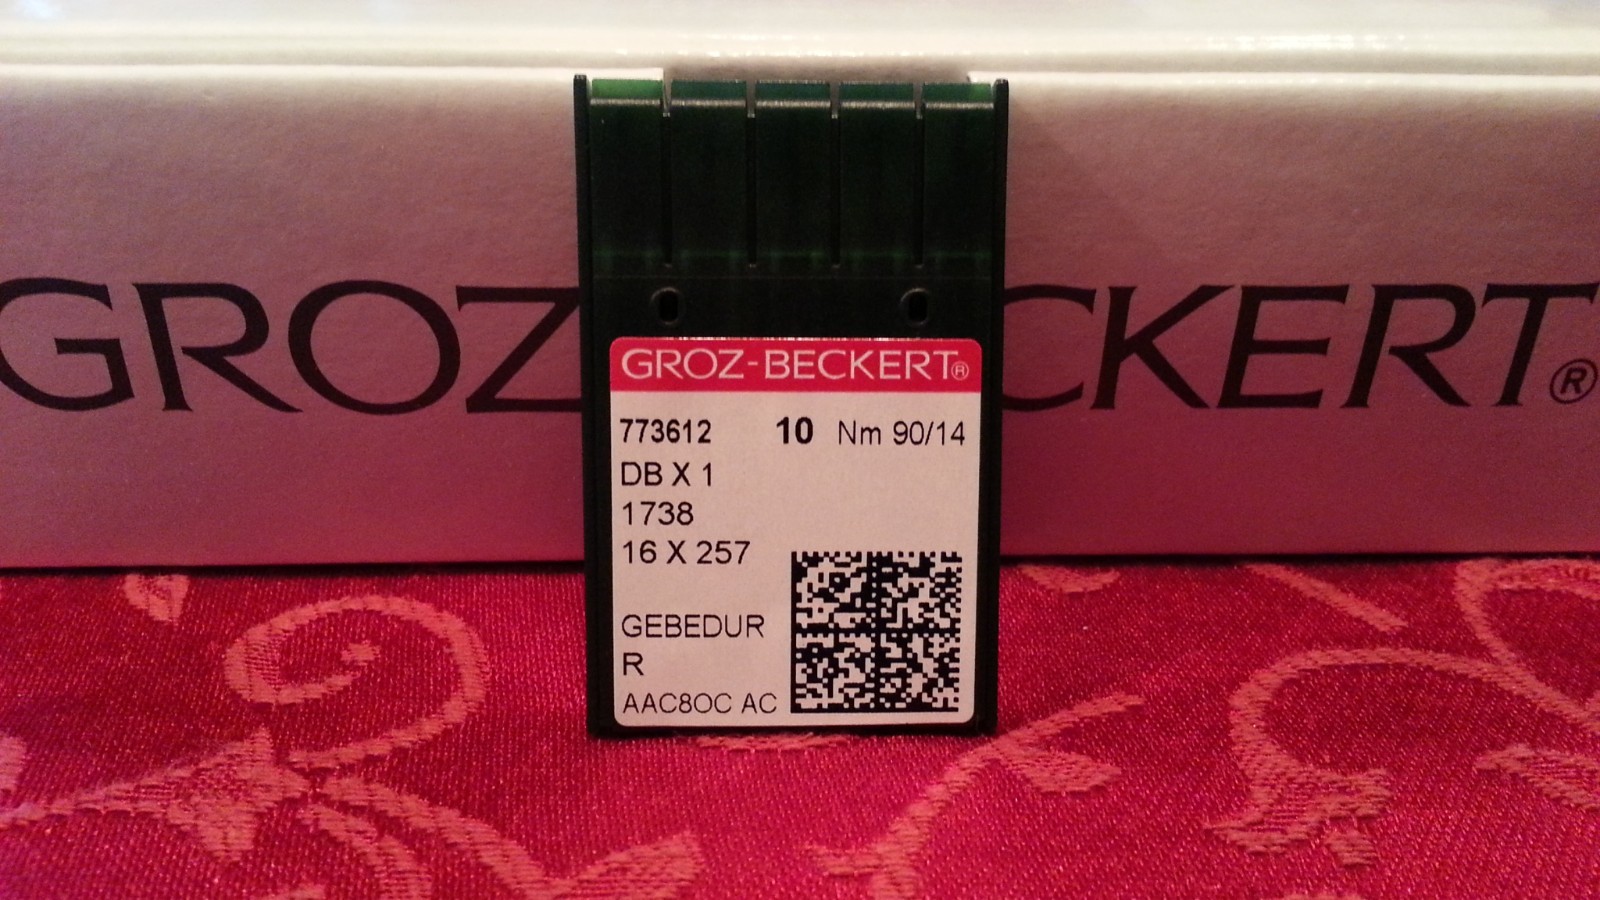 GROZ CKERT®
GROZ-BECKERT®
773612 10 Nm 90/14
DB X 1
1738
16 X 257
GEBEDUR
R
AAC8OC AC